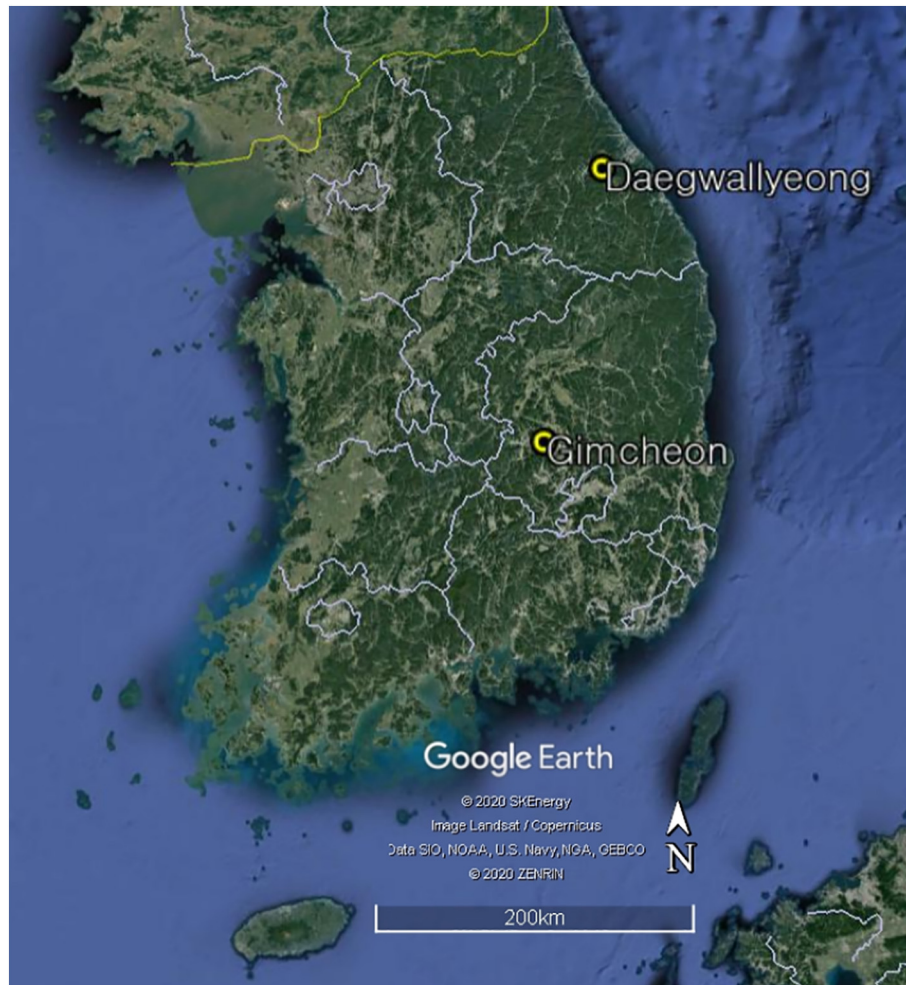 Daegwallyeong
Gimcheon
Google Earth
© 2020 SKEnergy
Image Landsat / Copernicus
Data SIO, NOAA, U.S. Navy, NGA, GEBCO
© 2020 ZENRIN
N
200km